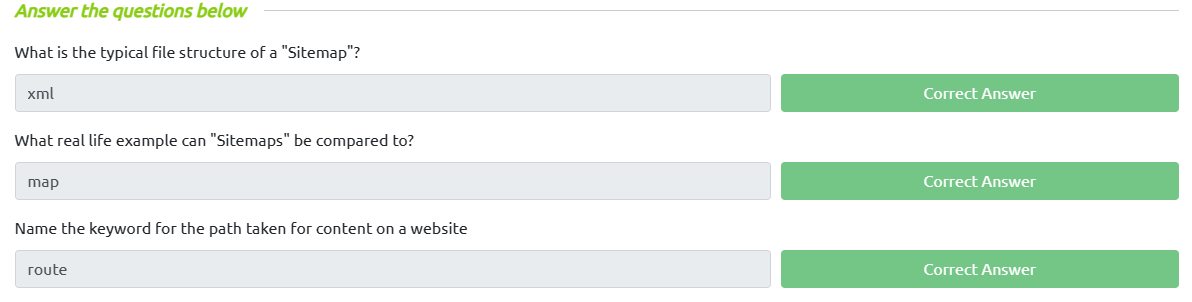 Answer the questions below
What is the typical file structure of a "Sitemap"?
xml Correct Answer
What real life example can "Sitemaps" be compared to?
map Correct Answer
Name the keyword for the path taken for content on a website
route Correct Answer